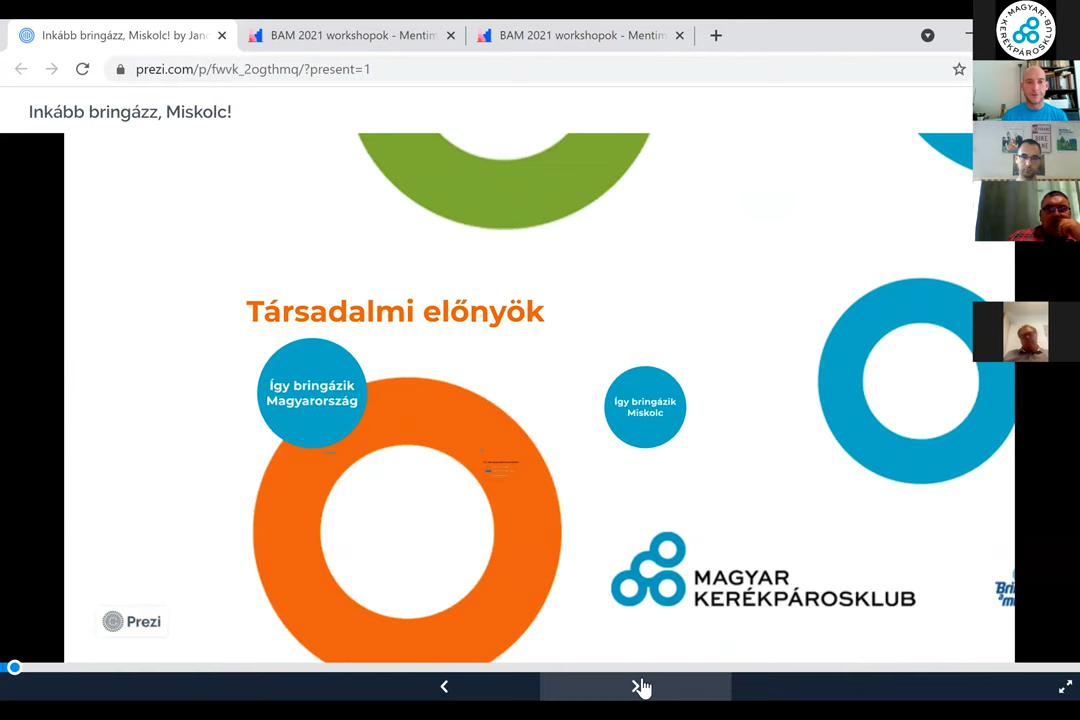 Inkább bringázz, Miskolc! by Jano
BAM 2021 workshopok - Mentim
BAM 2021 workshopok - Mentim
prezi.com/p/fwvk_2ogthmq/?present=1
MAGYAR KERÉKPÁROSKLUB
Inkább bringázz, Miskolc!
Társadalmi előnyök
Így bringázik
Magyarország
Így bringázik
Miskolc
MAGYAR
KERÉKPÁROSKLUB
Prezi